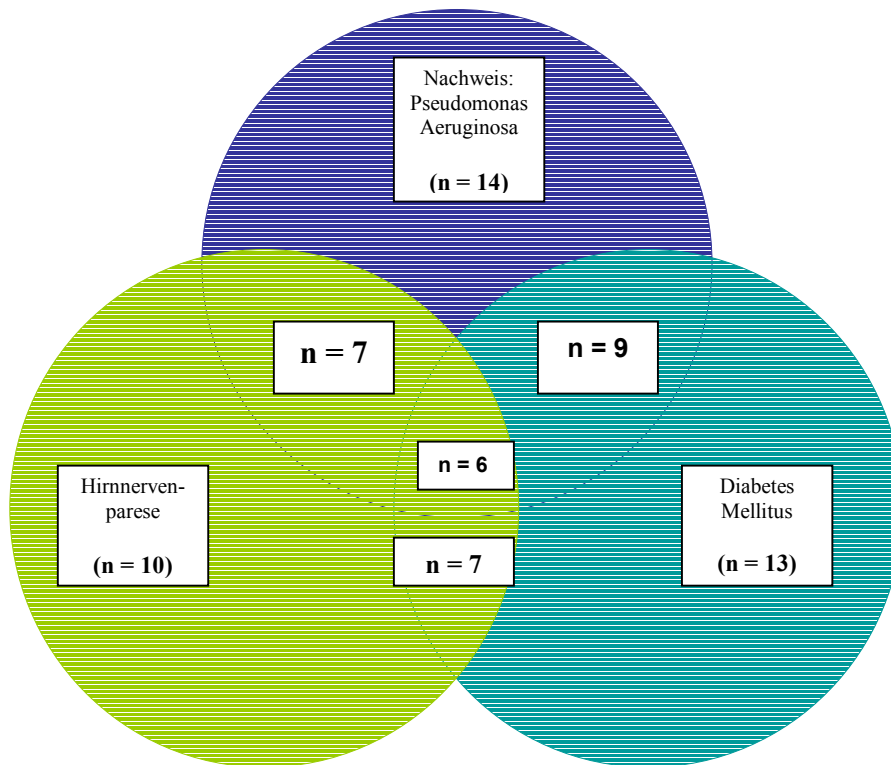 Nachweis:
Pseudomonas
Aeruginosa
(n = 14)
n = 7
n = 9
n = 6
Hirnnerven-
parese
(n = 10)
Diabetes
Mellitus
(n = 13)
n = 7